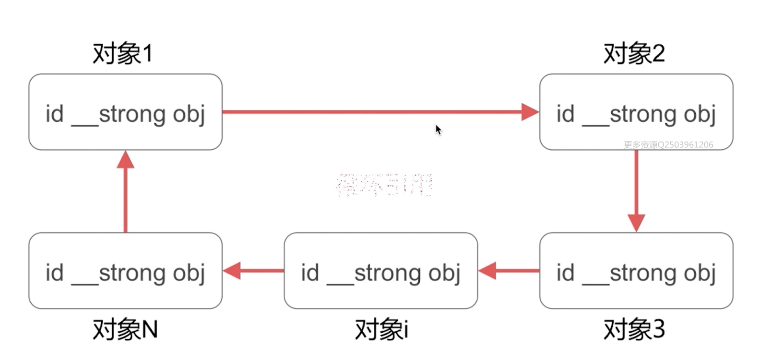 对象1
对象2
id __strong obj
id __strong obj
更多资源Q2503961206
id __strong obj
id __strong obj
id __strong obj
对象N
对象i
对象3